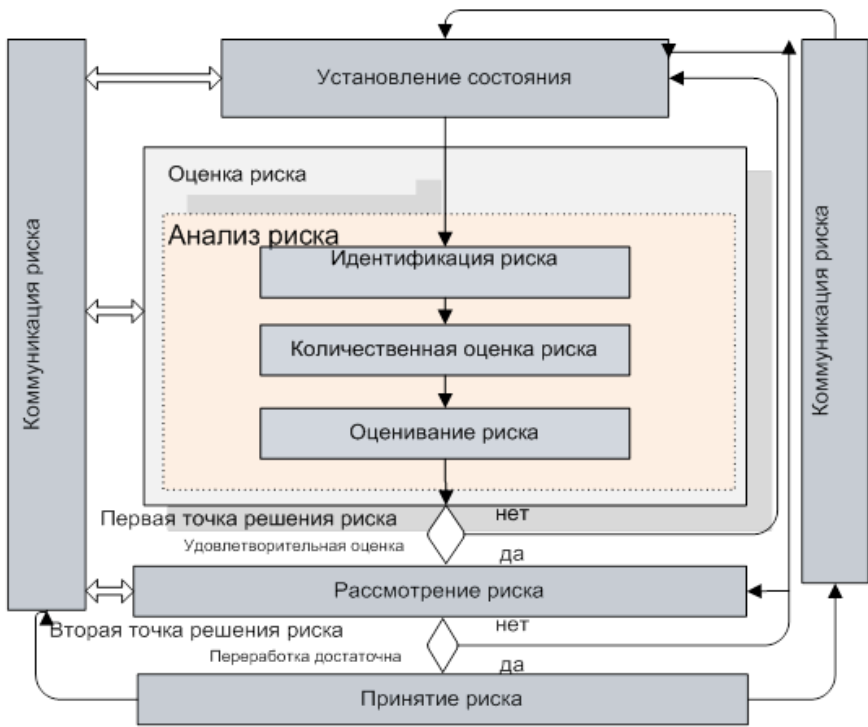 Установление состояния
Коммуникация риска
Коммуникация риска
Оценка риска
Анализ риска
Идентификация риска
Количественная оценка риска
Оценивание риска
Первая точка решения риска
нет
Удовлетворительная оценка
да
Рассмотрение риска
Вторая точка решения риска
нет
Переработка достаточна
да
Принятие риска